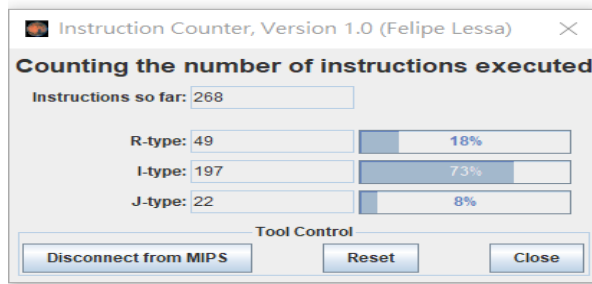 Instruction Counter, Version 1.0 (Felipe Lessa)
Counting the number of instructions executed
Instructions so far: 268
R-type: 49 18%
I-type: 197 73%
J-type: 22 8%
Tool Control
Disconnect from MIPS Reset Close